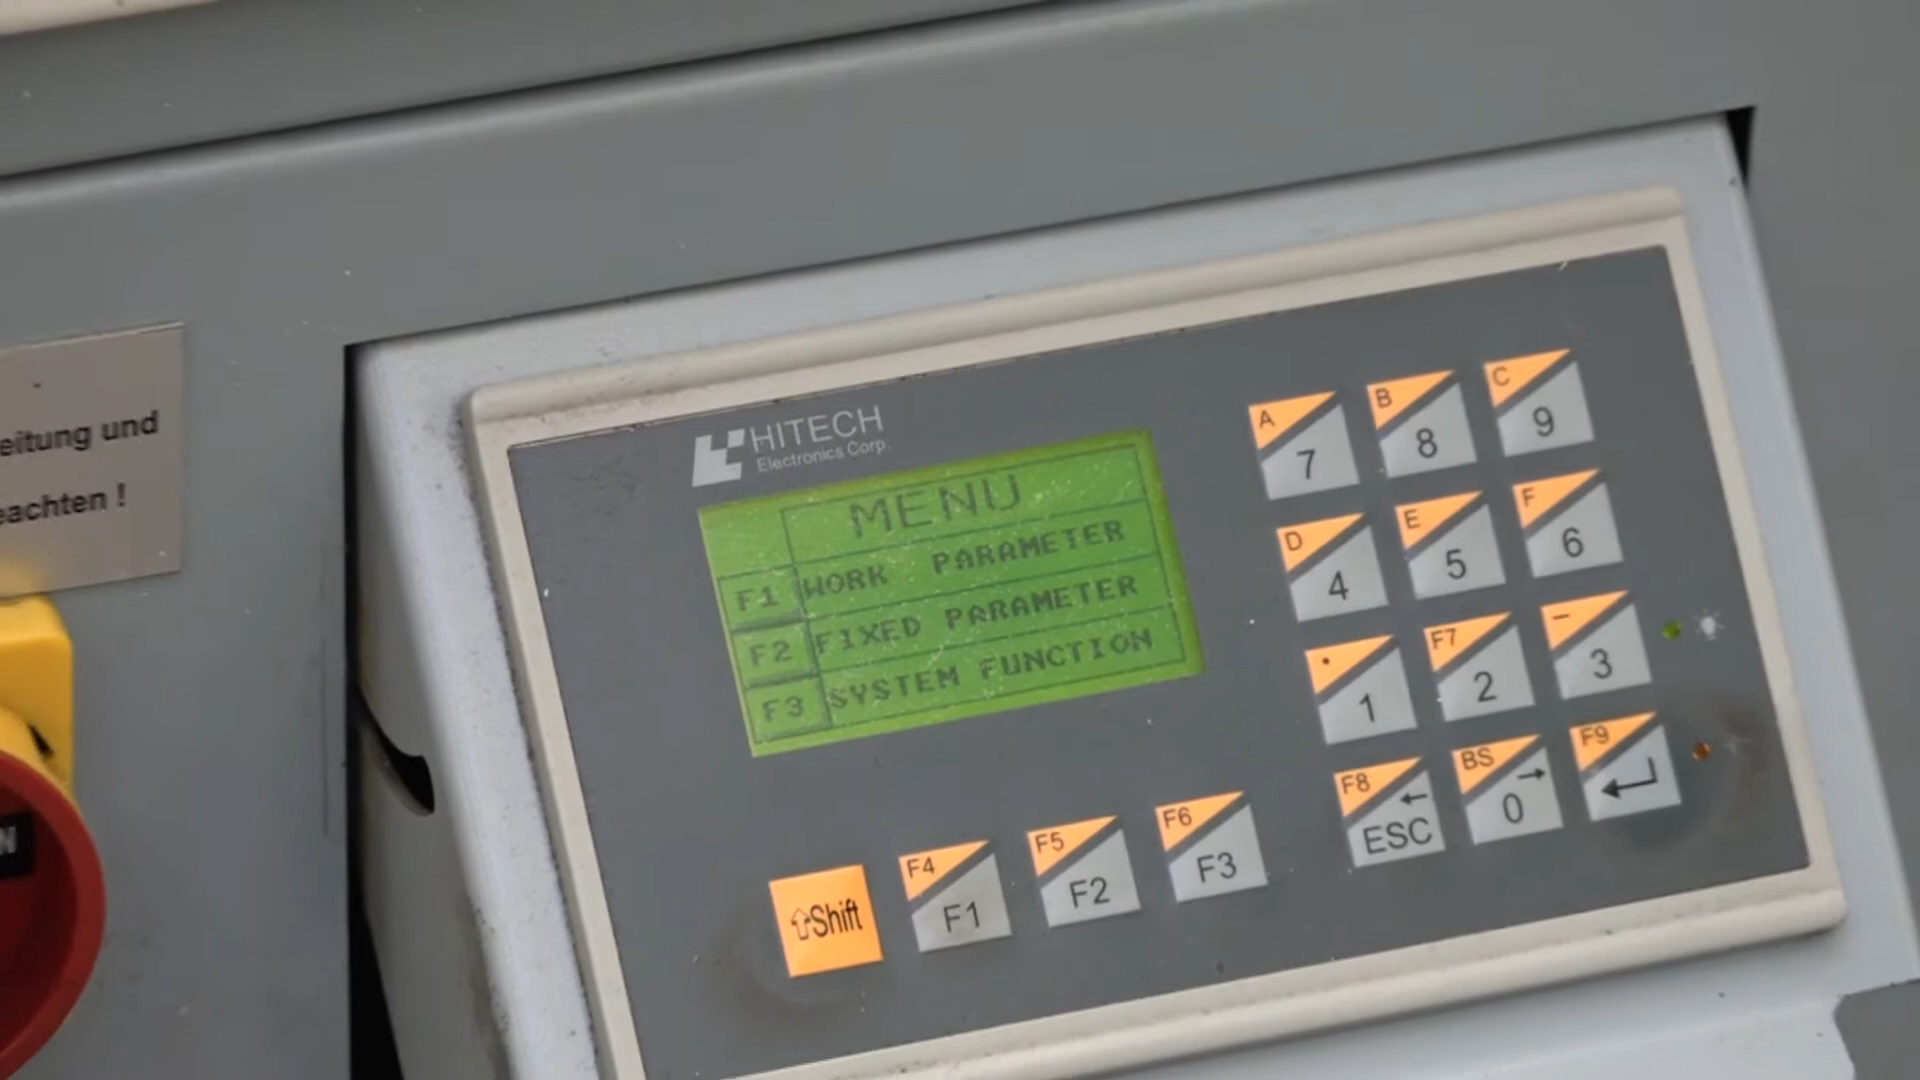 eitung und
eachten !
N
HITECH
Electronics Corp.
MENU
F1 WORK PARAMETER
F2 FIXED PARAMETER
F3 SYSTEM FUNCTION
A 7
B 8
C 9
D 4
E 5
F 6
• 1
F7 2
– 3
F8 ← ESC
BS → 0
F9 ↵
⇧Shift
F4 F1
F5 F2
F6 F3